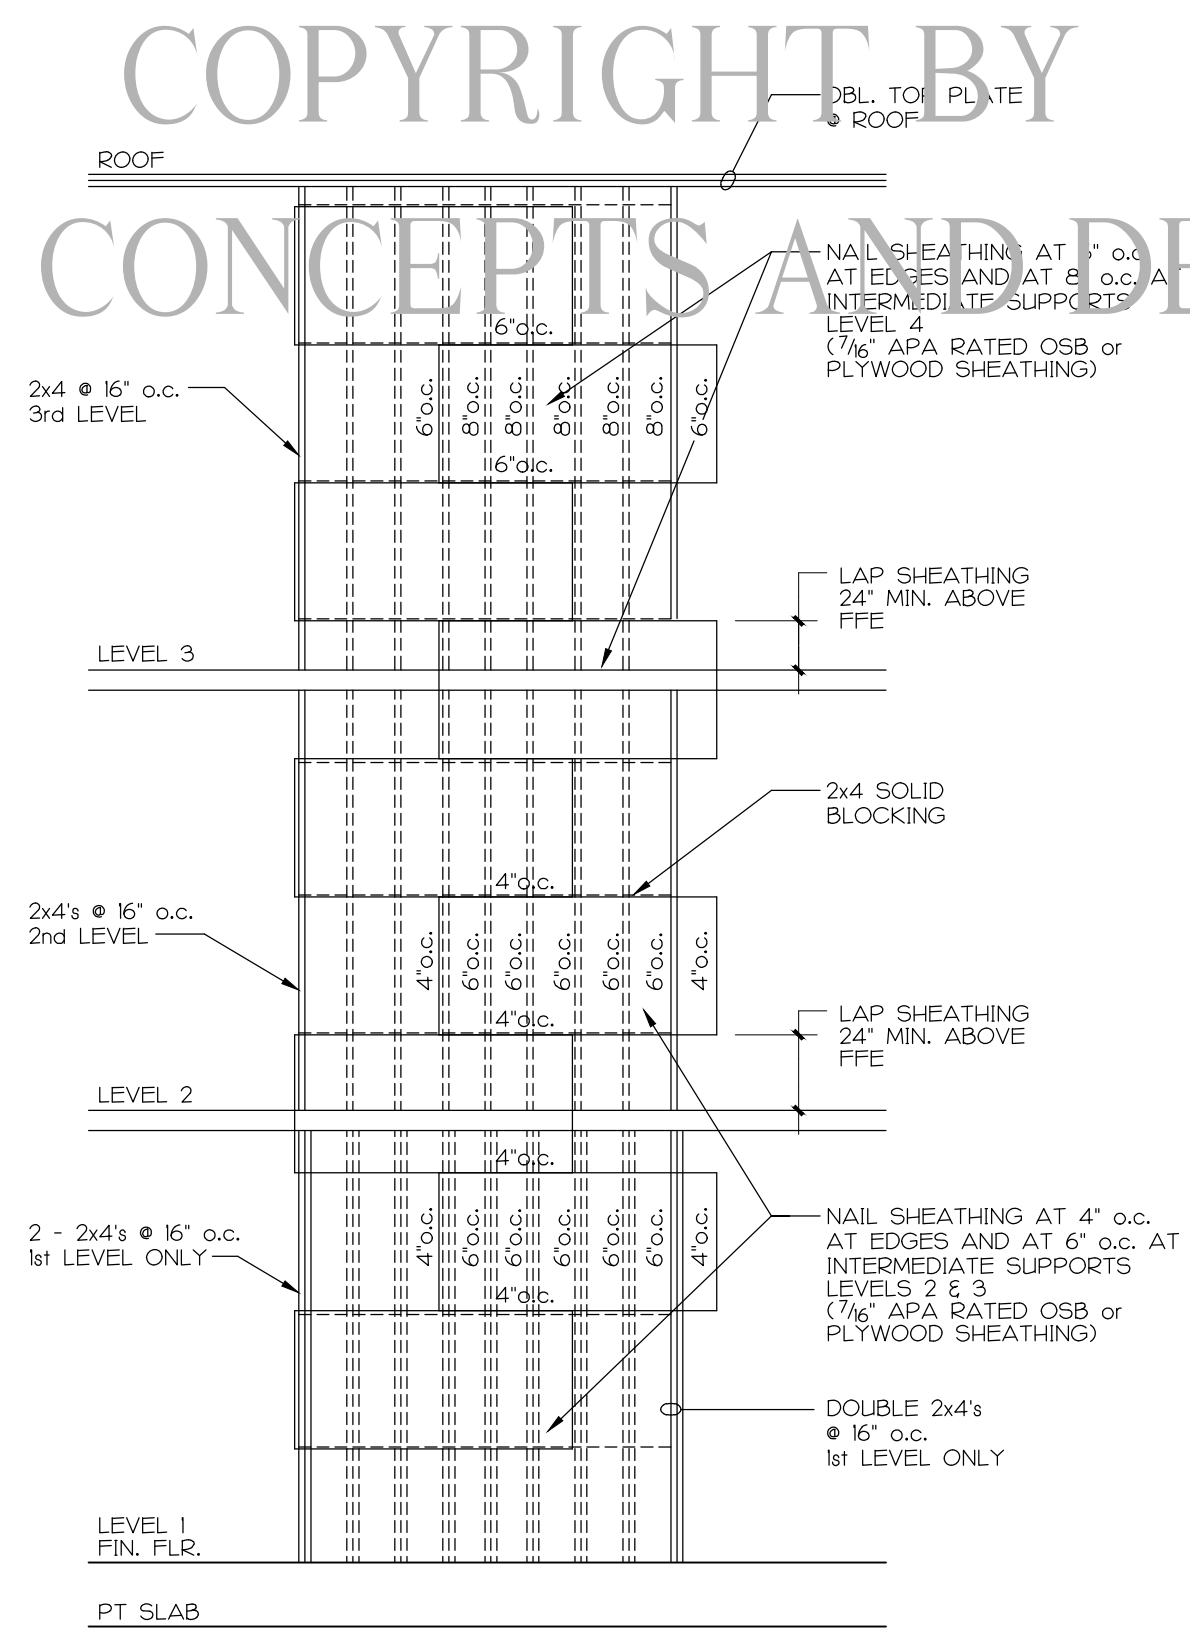 COPYRIGHT BY
DBL. TOP PLATE
@ ROOF
ROOF
CONCEPTS AND DE
NAIL SHEATHING AT 6" o.c.
AT EDGES AND AT 8" o.c. AT
INTERMEDIATE SUPPORTS
LEVEL 4
(7/16" APA RATED OSB or
PLYWOOD SHEATHING)
6"o.c.
2x4 @ 16" o.c.
3rd LEVEL
6"o.c. 8"o.c. 8"o.c. 8"o.c. 8"o.c. 8"o.c. 6"o.c.
6"o.c.
LAP SHEATHING
24" MIN. ABOVE
FFE
LEVEL 3
2x4 SOLID
BLOCKING
4"o.c.
2x4's @ 16" o.c.
2nd LEVEL
4"o.c. 6"o.c. 6"o.c. 6"o.c. 6"o.c. 6"o.c. 4"o.c.
4"o.c.
LAP SHEATHING
24" MIN. ABOVE
FFE
LEVEL 2
4"o.c.
2 - 2x4's @ 16" o.c.
1st LEVEL ONLY
4"o.c. 6"o.c. 6"o.c. 6"o.c. 6"o.c. 6"o.c. 4"o.c.
4"o.c.
NAIL SHEATHING AT 4" o.c.
AT EDGES AND AT 6" o.c. AT
INTERMEDIATE SUPPORTS
LEVELS 2 & 3
(7/16" APA RATED OSB or
PLYWOOD SHEATHING)
DOUBLE 2x4's
@ 16" o.c.
1st LEVEL ONLY
LEVEL 1
FIN. FLR.
PT SLAB